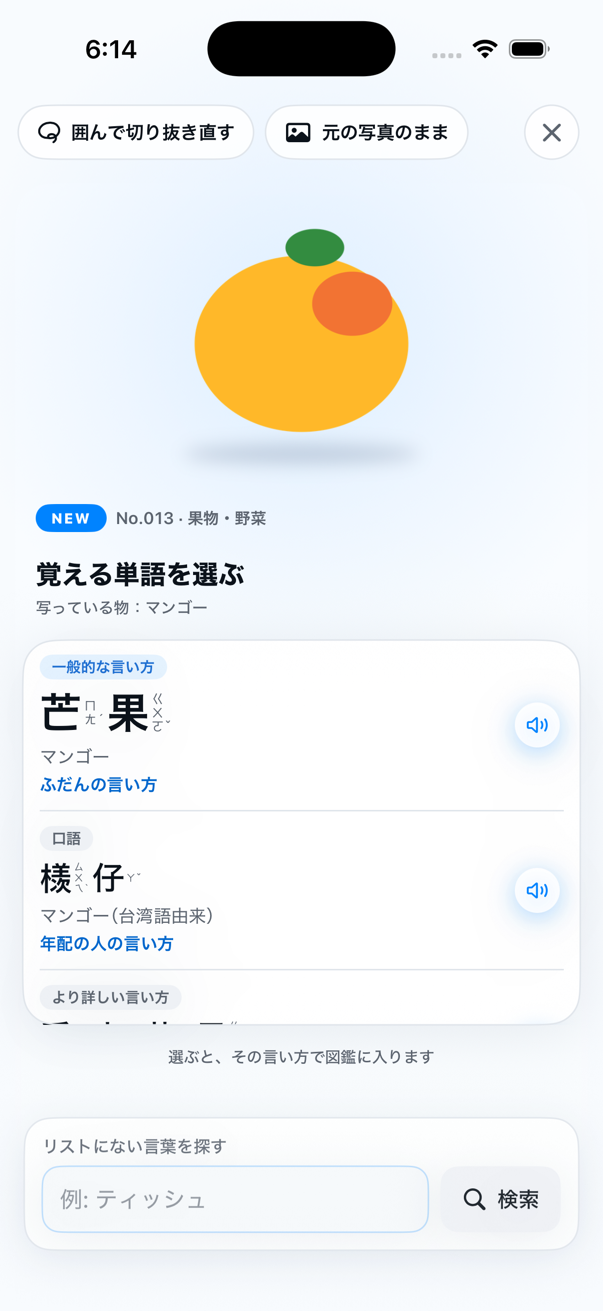 6:14
囲んで切り抜き直す
元の写真のまま
NEW No.013・果物・野菜
覚える単語を選ぶ
写っている物：マンゴー
一般的な言い方
芒ㄇㄤˊ果ㄍㄨㄛˇ
マンゴー
ふだんの言い方
口語
檨仔
マンゴー(台湾語由来)
年配の人の言い方
より詳しい言い方
選ぶと、その言い方で図鑑に入ります
リストにない言葉を探す
例: ティッシュ
検索